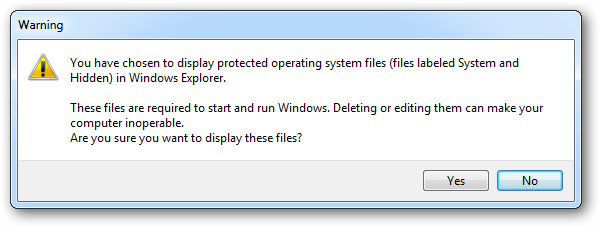 Warning
You have chosen to display protected operating system files (files labeled System and
Hidden) in Windows Explorer.
These files are required to start and run Windows. Deleting or editing them can make your
computer inoperable.
Are you sure you want to display these files?
Yes
No